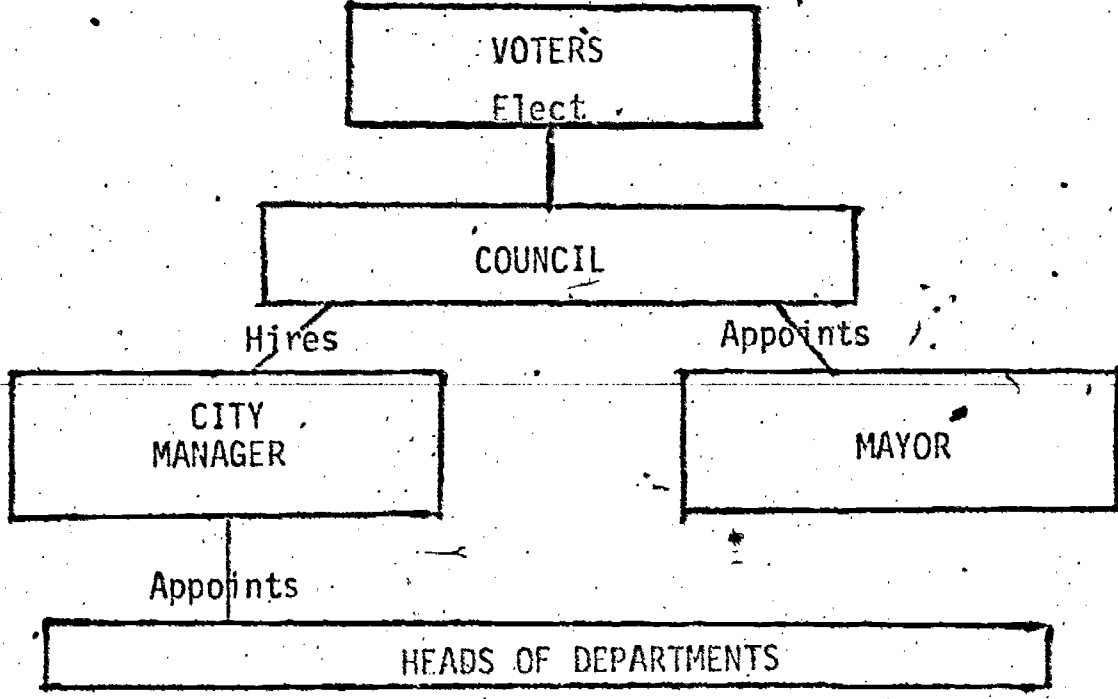 VOTERS
Elect
COUNCIL
Hires
Appoints
CITY
MANAGER
MAYOR
Appoints
HEADS OF DEPARTMENTS